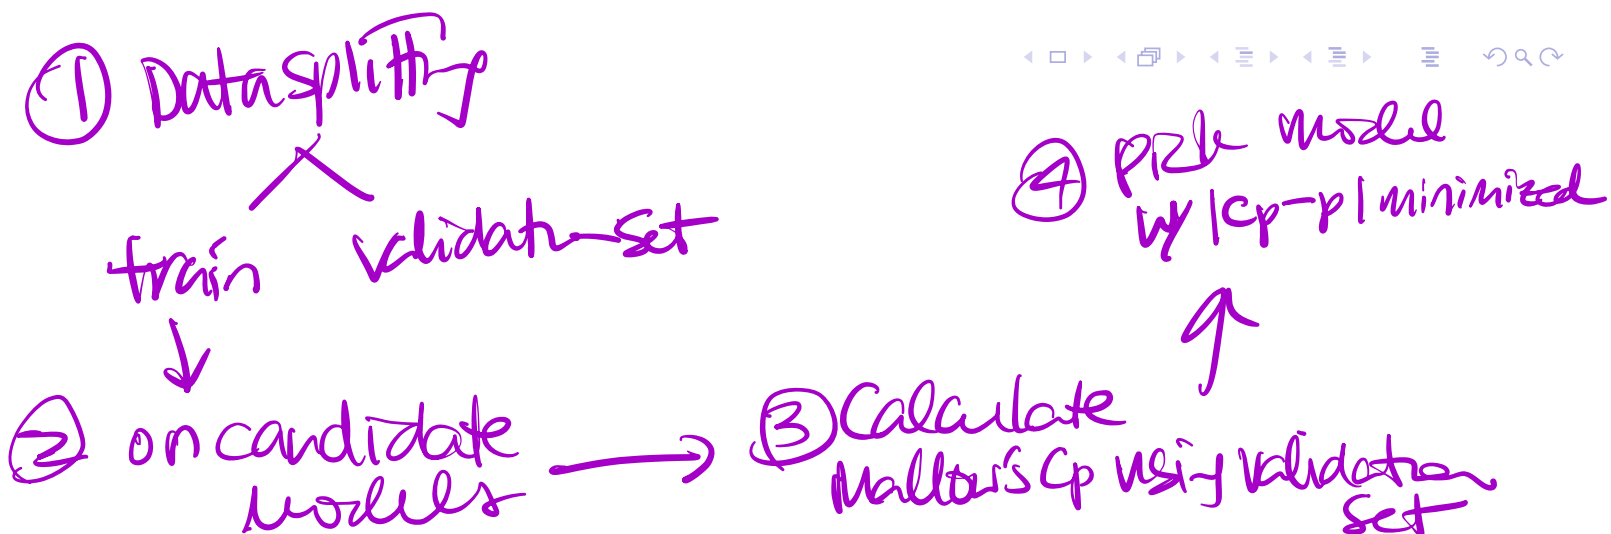 ① Data splitting
train
validation set
② on candidate
models
③ Calculate
Mallow's Cp using validation
set
④ pick model
w/ |Cp-p| minimized